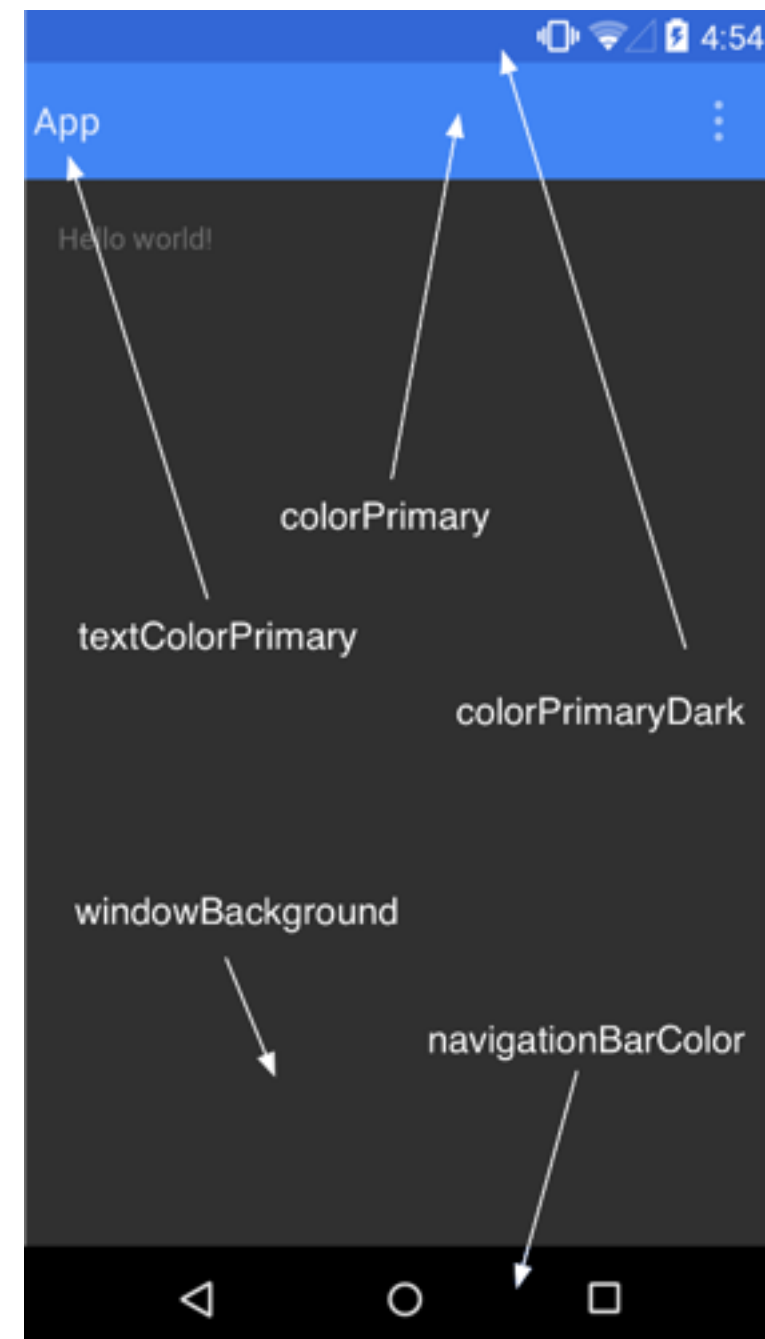 4:54
App
Hello world!
colorPrimary
textColorPrimary
colorPrimaryDark
windowBackground
navigationBarColor